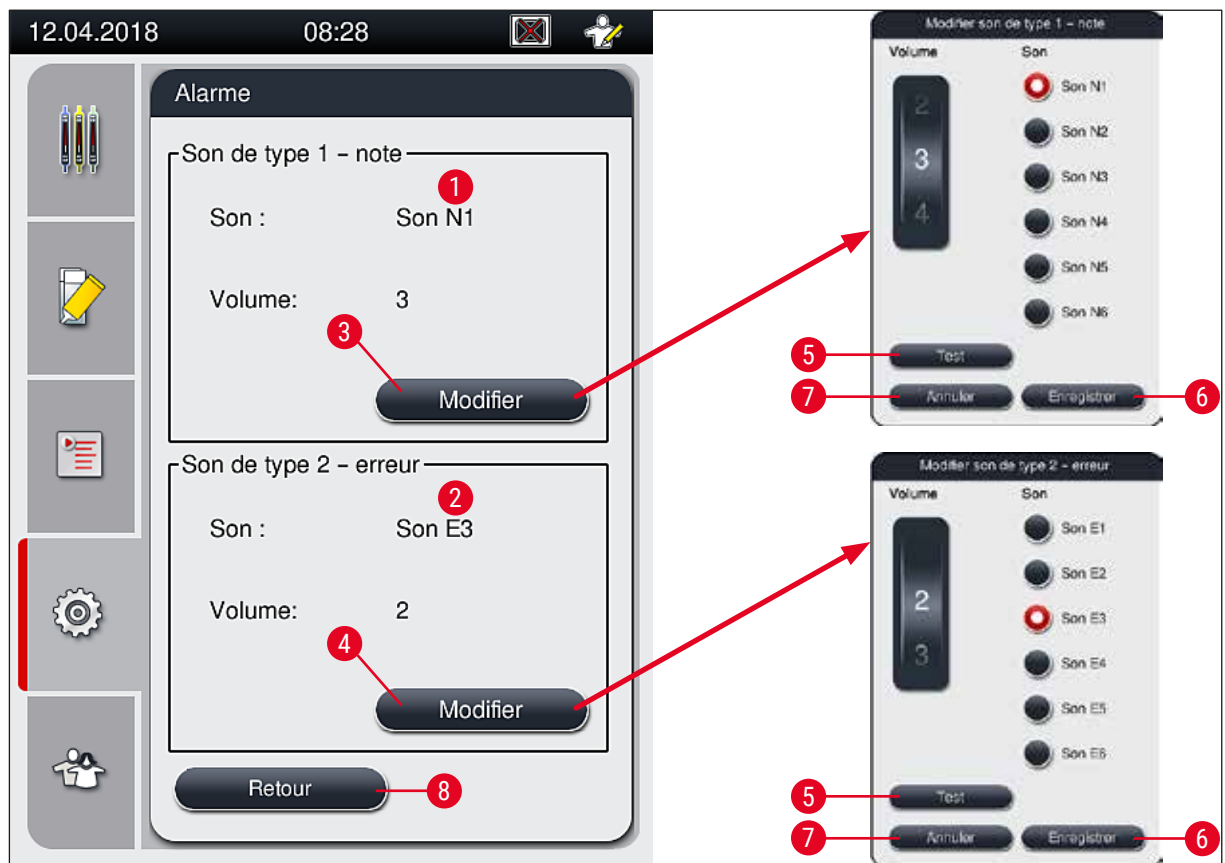 12.04.2018 08:28
Alarme
Son de type 1 – note
1
Son : Son N1
Volume: 3
3
Modifier
Son de type 2 – erreur
2
Son : Son E3
Volume: 2
4
Modifier
Retour
8
Modifier son de type 1 – note
Volume Son
2
3
4
Son N1
Son N2
Son N3
Son N4
Son N5
Son N6
5 Test
7 Annuler Enregistrer 6
Modifier son de type 2 – erreur
Volume Son
2
3
Son E1
Son E2
Son E3
Son E4
Son E5
Son E6
5 Test
7 Annuler Enregistrer 6